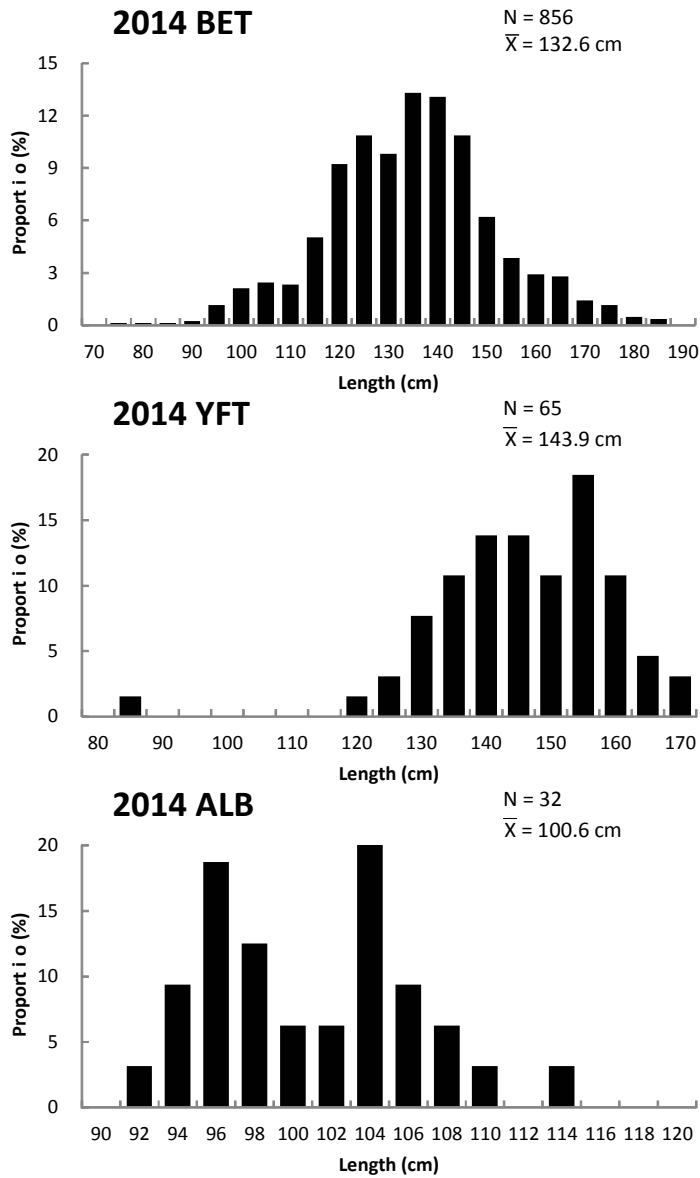 2014 BET
N = 856
X̅ = 132.6 cm
15
12
9
6
3
0
Proport i o (%)
70 80 90 100 110 120 130 140 150 160 170 180 190
Length (cm)
2014 YFT
N = 65
X̅ = 143.9 cm
20
15
10
5
0
Proport i o (%)
80 90 100 110 120 130 140 150 160 170
Length (cm)
2014 ALB
N = 32
X̅ = 100.6 cm
20
15
10
5
0
Proport i o (%)
90 92 94 96 98 100 102 104 106 108 110 112 114 116 118 120
Length (cm)